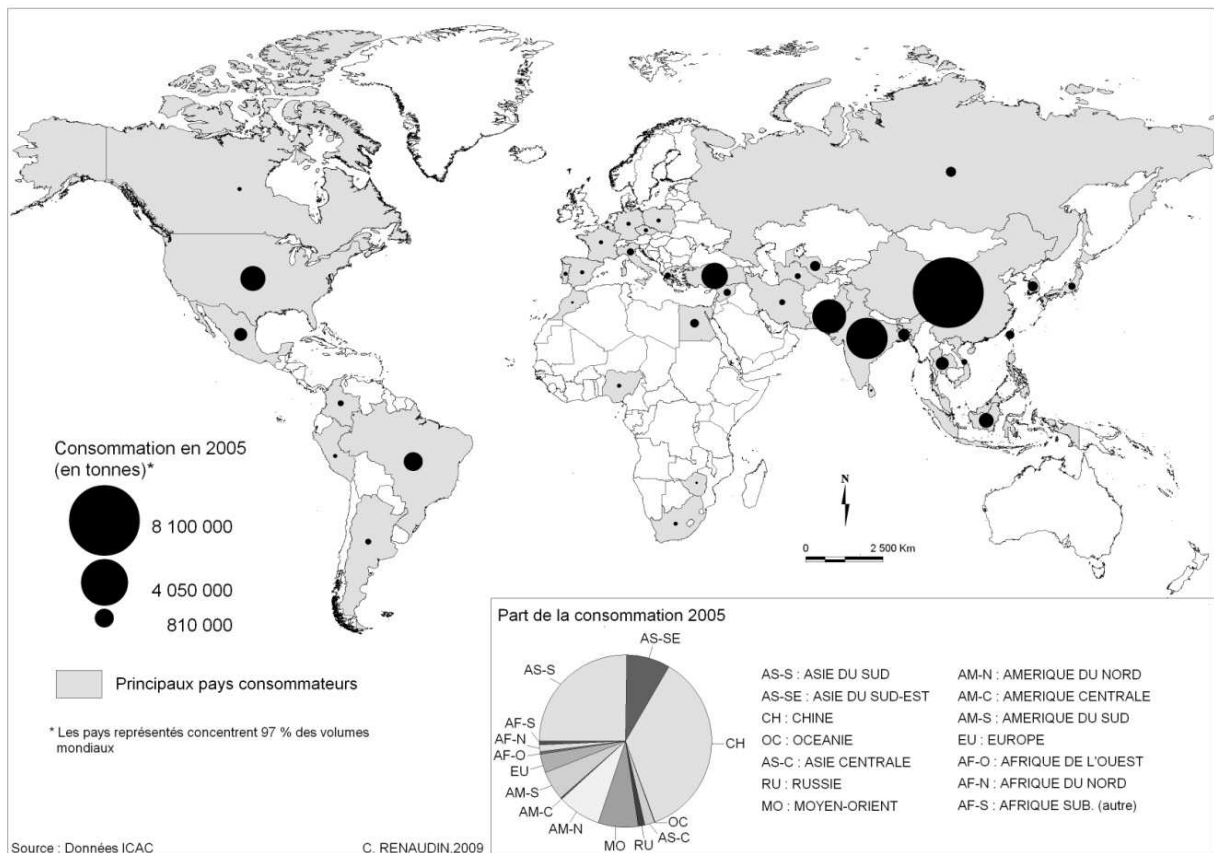 N
0
2 500 Km
Consommation en 2005
(en tonnes)*
8 100 000
4 050 000
810 000
Principaux pays consommateurs
* Les pays représentés concentrent 97 % des volumes
mondiaux
Part de la consommation 2005
AS-SE
AS-S
AF-S
AF-N
AF-O
EU
AM-S
AM-C
AM-N
MO
RU
AS-C
OC
CH
AS-S : ASIE DU SUD
AS-SE : ASIE DU SUD-EST
CH : CHINE
OC : OCEANIE
AS-C : ASIE CENTRALE
RU : RUSSIE
MO : MOYEN-ORIENT
AM-N : AMERIQUE DU NORD
AM-C : AMERIQUE CENTRALE
AM-S : AMERIQUE DU SUD
EU : EUROPE
AF-O : AFRIQUE DE L'OUEST
AF-N : AFRIQUE DU NORD
AF-S : AFRIQUE SUB. (autre)
Source : Données ICAC
C. RENAUDIN.2009